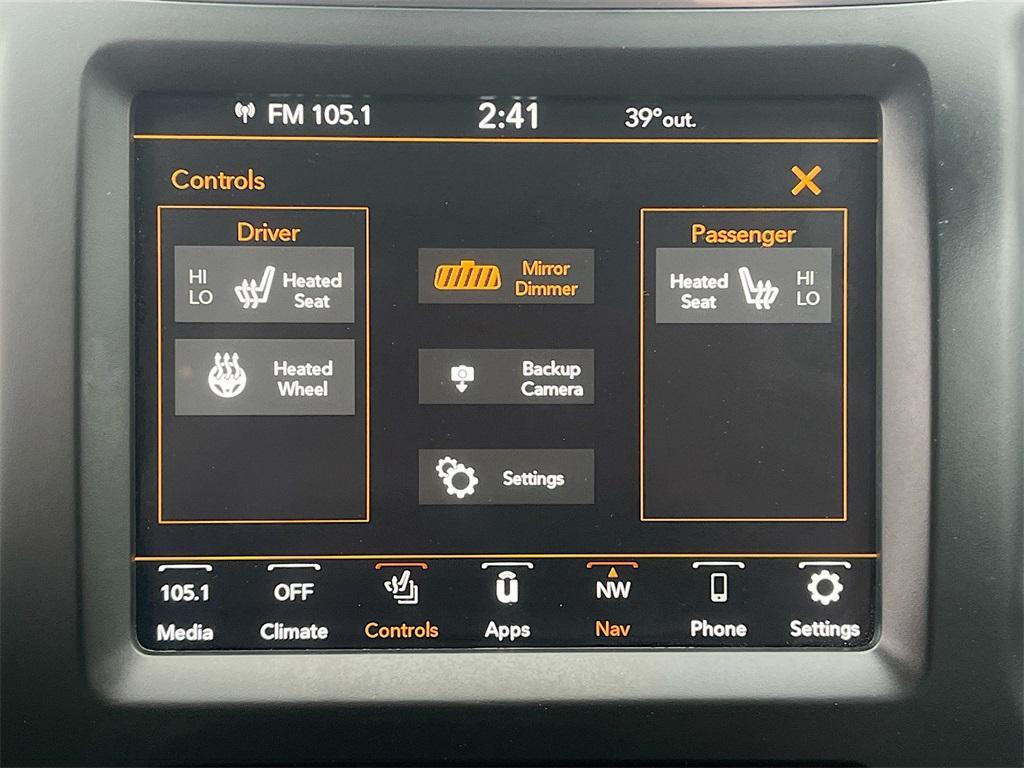 FM 105.1 2:41 39°out.
Controls
Driver
HI
LO
Heated
Seat
Heated
Wheel
Mirror
Dimmer
Backup
Camera
Settings
Passenger
Heated
Seat
HI
LO
105.1 OFF NW
Media Climate Controls Apps Nav Phone Settings